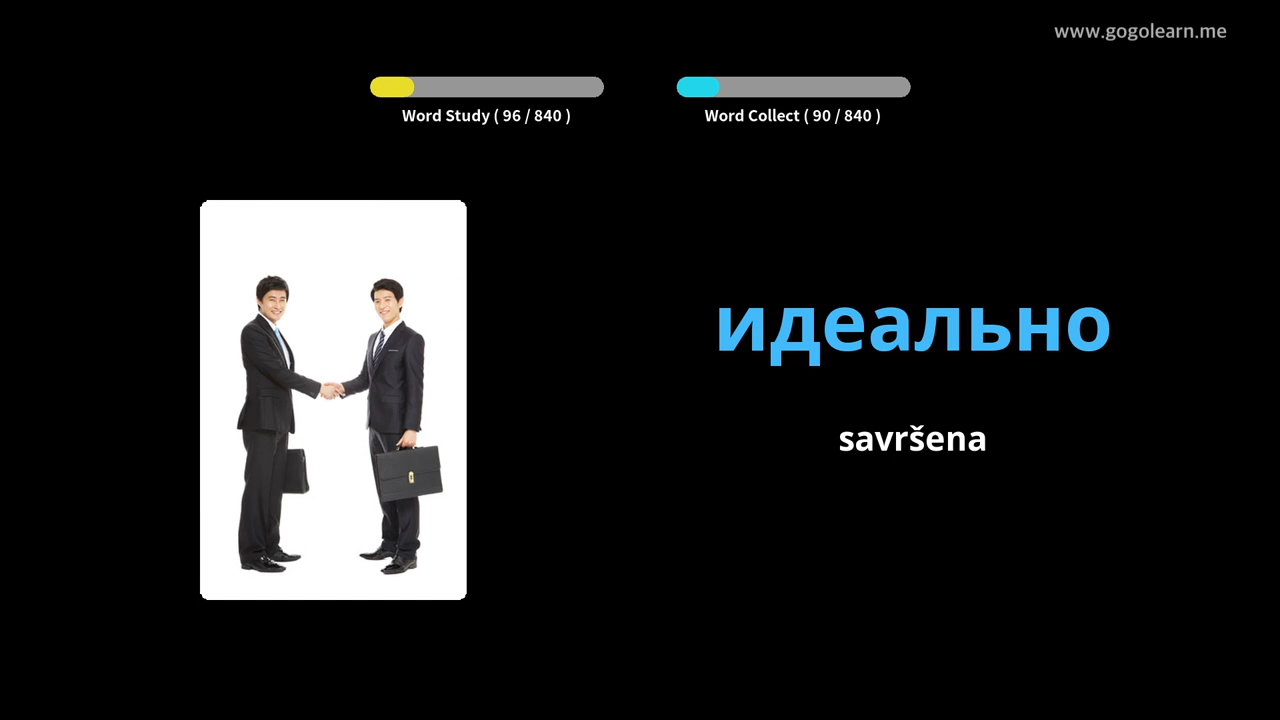 www.gogolearn.me
Word Study ( 96 / 840 )
Word Collect ( 90 / 840 )
идеально
savršena